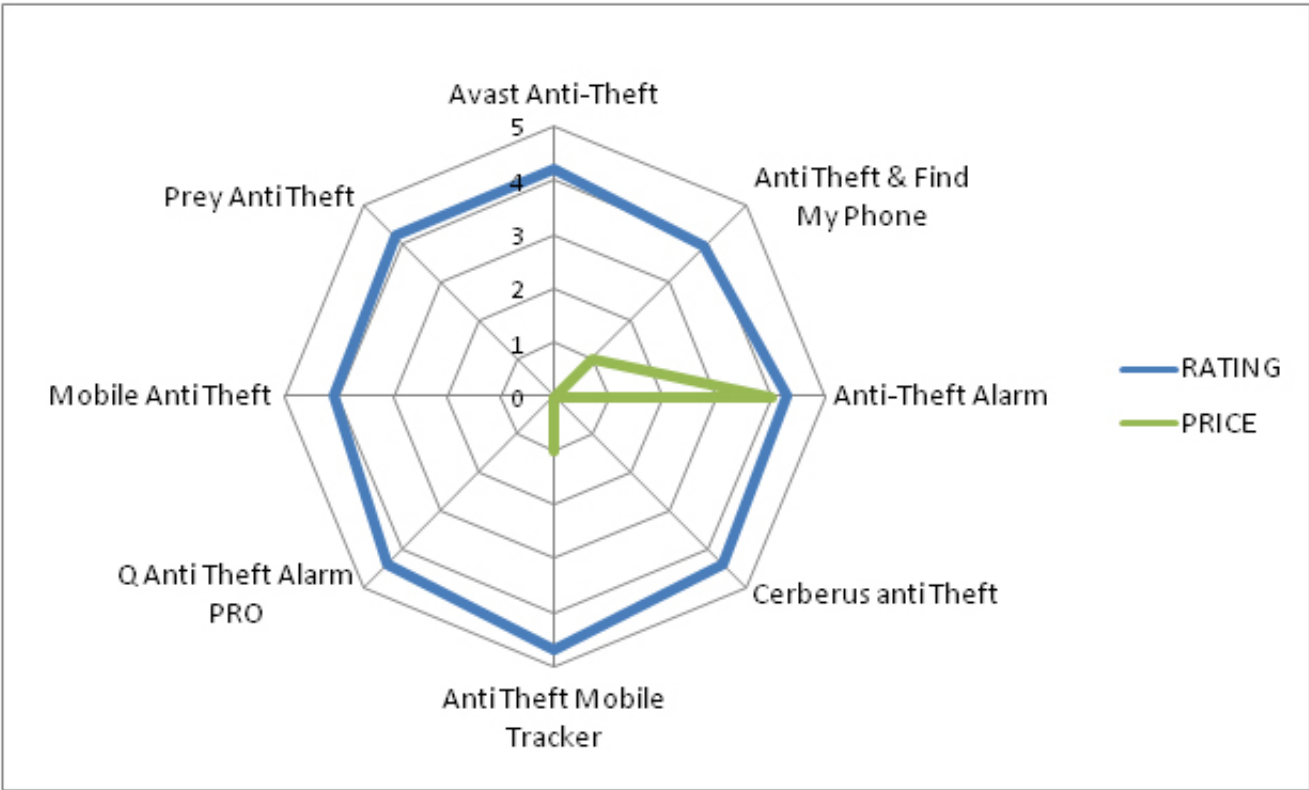 Avast Anti-Theft
5
Prey Anti Theft
Anti Theft & Find
My Phone
4
3
2
1
0
Mobile Anti Theft
Anti-Theft Alarm
RATING
PRICE
Q Anti Theft Alarm
PRO
Cerberus anti Theft
Anti Theft Mobile
Tracker